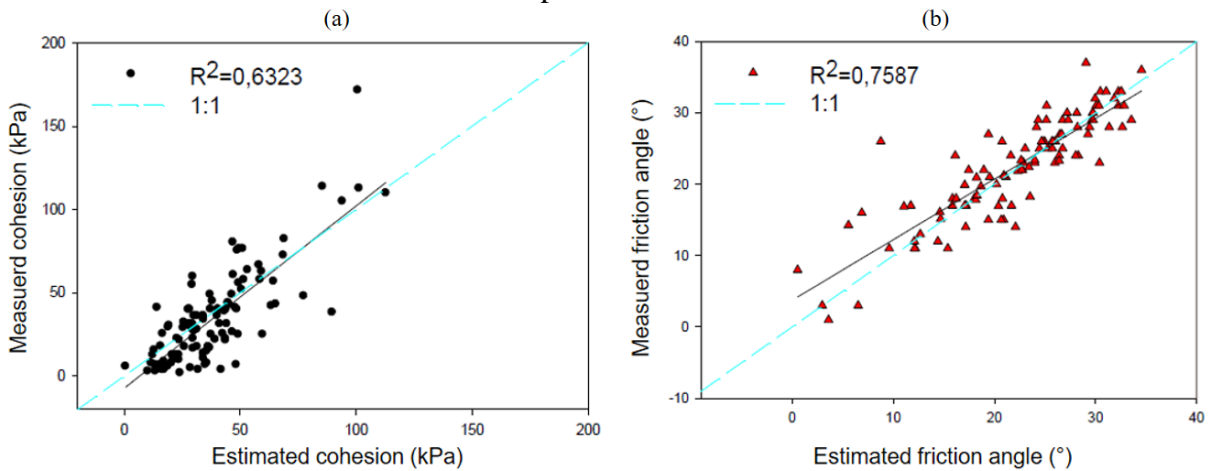 (a)
(b)
200
150
100
50
0
R2=0,6323
1:1
Measuerd cohesion (kPa)
0
50
100
150
200
Estimated cohesion (kPa)
40
30
20
10
0
-10
R2=0,7587
1:1
Measured friction angle (°)
0
10
20
30
40
Estimated friction angle (°)